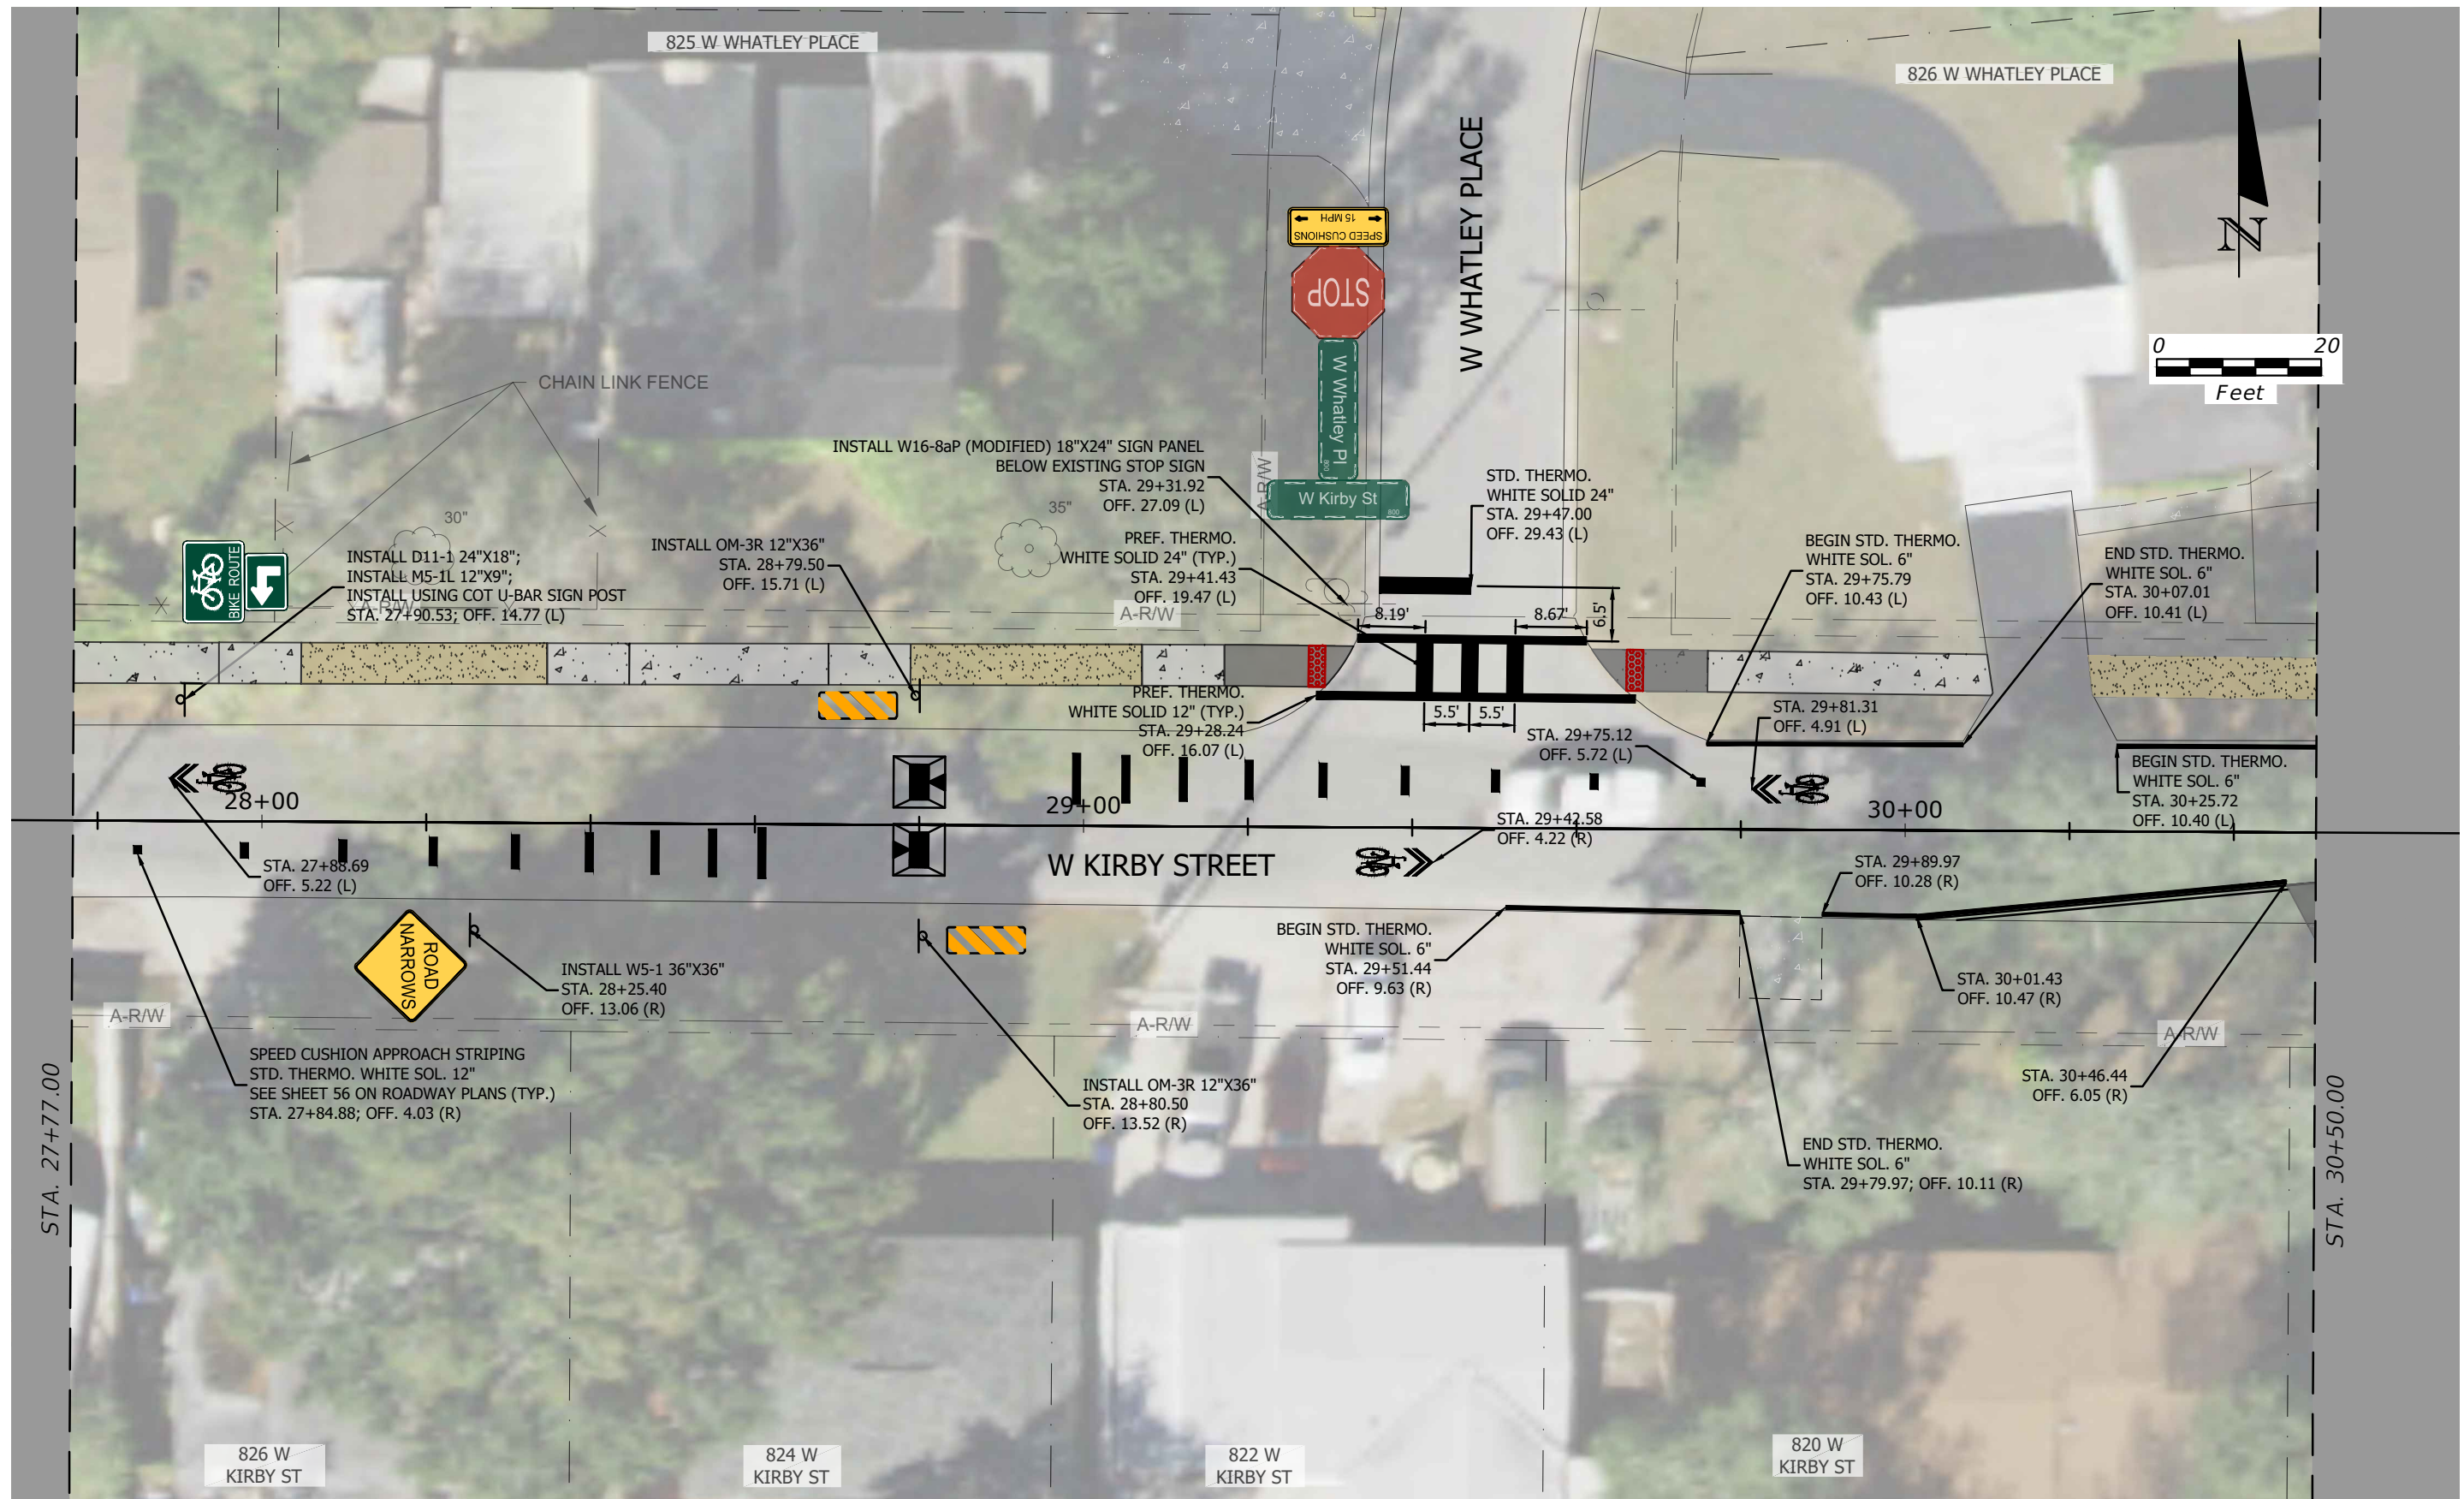 825 W WHATLEY PLACE
826 W WHATLEY PLACE
W WHATLEY PLACE
N
0 20
Feet
SPEED CUSHIONS
15 MPH
STOP
W Whatley Pl
800
W Kirby St
800
CHAIN LINK FENCE
30"
35"
A-R/W
INSTALL W16-8aP (MODIFIED) 18"X24" SIGN PANEL
BELOW EXISTING STOP SIGN
STA. 29+31.92
OFF. 27.09 (L)
STD. THERMO.
WHITE SOLID 24"
STA. 29+47.00
OFF. 29.43 (L)
PREF. THERMO.
WHITE SOLID 24" (TYP.)
STA. 29+41.43
OFF. 19.47 (L)
INSTALL OM-3R 12"X36"
STA. 28+79.50
OFF. 15.71 (L)
BIKE ROUTE
INSTALL D11-1 24"X18";
INSTALL M5-1L 12"X9";
INSTALL USING COT U-BAR SIGN POST
STA. 27+90.53; OFF. 14.77 (L)
A-R/W
A-R/W
BEGIN STD. THERMO.
WHITE SOL. 6"
STA. 29+75.79
OFF. 10.43 (L)
END STD. THERMO.
WHITE SOL. 6"
STA. 30+07.01
OFF. 10.41 (L)
8.19'
8.67'
6.5'
5.5'
5.5'
PREF. THERMO.
WHITE SOLID 12" (TYP.)
STA. 29+28.24
OFF. 16.07 (L)
STA. 29+75.12
OFF. 5.72 (L)
STA. 29+81.31
OFF. 4.91 (L)
BEGIN STD. THERMO.
WHITE SOL. 6"
STA. 30+25.72
OFF. 10.40 (L)
28+00
29+00
30+00
STA. 27+88.69
OFF. 5.22 (L)
W KIRBY STREET
STA. 29+42.58
OFF. 4.22 (R)
STA. 29+89.97
OFF. 10.28 (R)
ROAD
NARROWS
INSTALL W5-1 36"X36"
STA. 28+25.40
OFF. 13.06 (R)
BEGIN STD. THERMO.
WHITE SOL. 6"
STA. 29+51.44
OFF. 9.63 (R)
STA. 30+01.43
OFF. 10.47 (R)
A-R/W
A-R/W
A-R/W
SPEED CUSHION APPROACH STRIPING
STD. THERMO. WHITE SOL. 12"
SEE SHEET 56 ON ROADWAY PLANS (TYP.)
STA. 27+84.88; OFF. 4.03 (R)
INSTALL OM-3R 12"X36"
STA. 28+80.50
OFF. 13.52 (R)
STA. 30+46.44
OFF. 6.05 (R)
END STD. THERMO.
WHITE SOL. 6"
STA. 29+79.97; OFF. 10.11 (R)
STA. 27+77.00
STA. 30+50.00
826 W
KIRBY ST
824 W
KIRBY ST
822 W
KIRBY ST
820 W
KIRBY ST